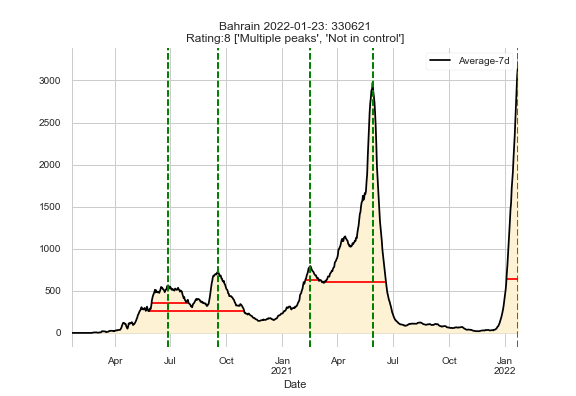 Bahrain 2022-01-23: 330621
Rating:8 ['Multiple peaks', 'Not in control']
Average-7d
3000
2500
2000
1500
1000
500
0
Apr Jul Oct Jan Apr Jul Oct Jan
2021 2022
Date